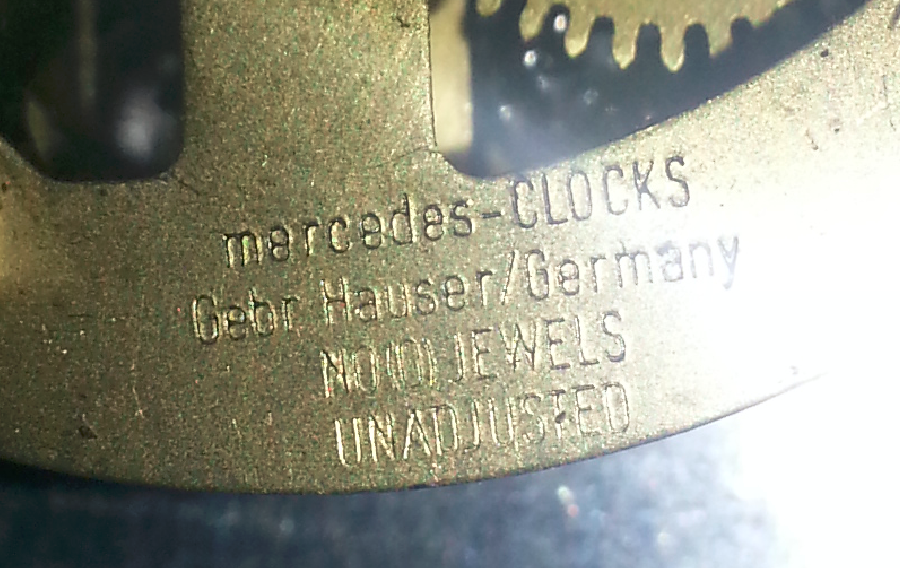 mercedes-CLOCKS
Gebr Hauser/Germany
NO(0)JEWELS
UNADJUSTED